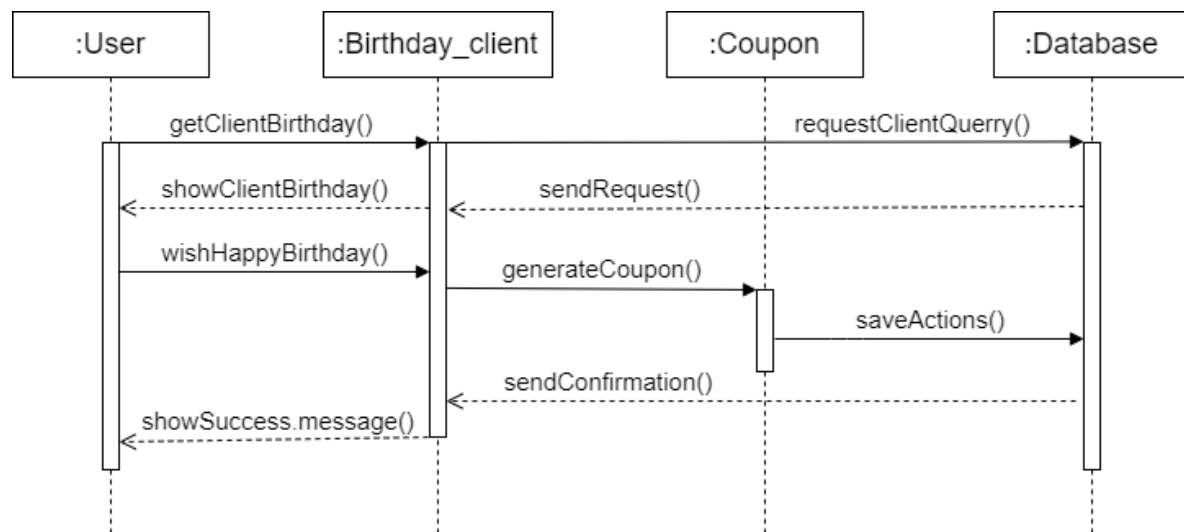 :User
:Birthday_client
:Coupon
:Database
getClientBirthday()
requestClientQuerry()
showClientBirthday()
sendRequest()
wishHappyBirthday()
generateCoupon()
saveActions()
sendConfirmation()
showSuccess.message()